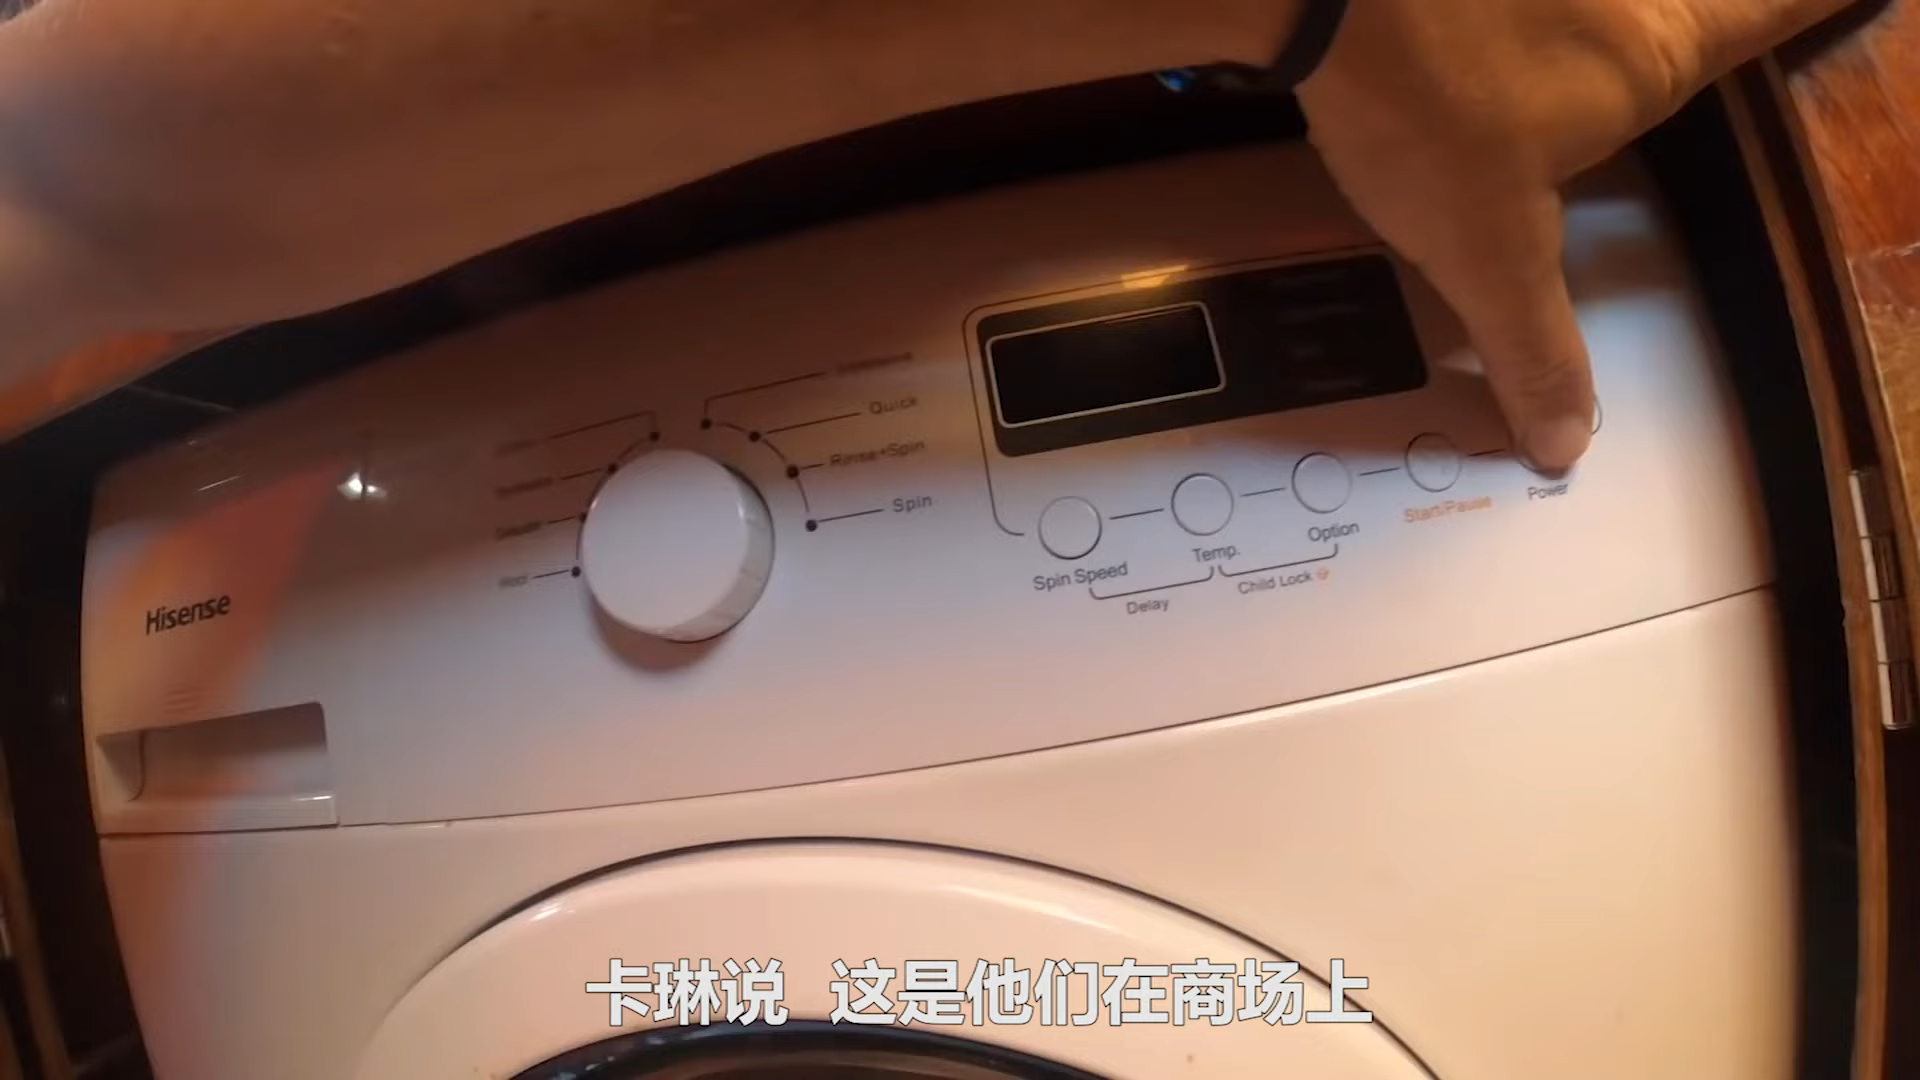 Quick
Rinse+Spin
Spin
Wool
Spin Speed
Temp.
Option
Start/Pause
Power
Delay
Child Lock
Hisense
卡琳说 这是他们在商场上